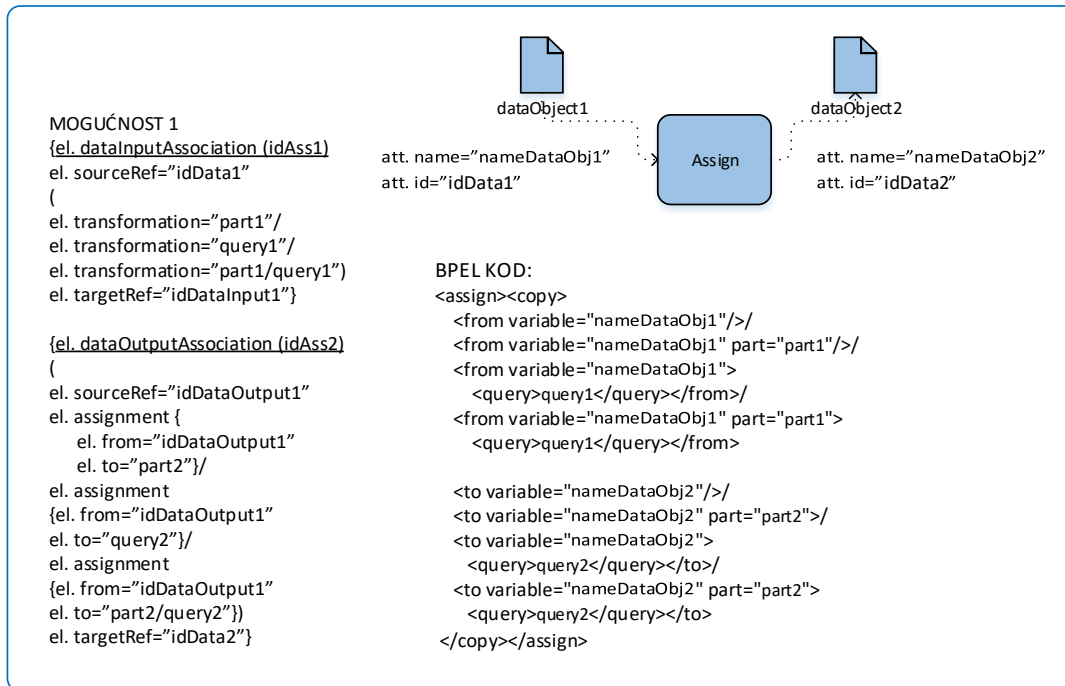 dataObject1
dataObject2
att. name=”nameDataObj1”
att. id=”idData1”
Assign
att. name=”nameDataObj2”
att. id=”idData2”
MOGUĆNOST 1
{el. dataInputAssociation (idAss1)
el. sourceRef=”idData1”
(
el. transformation=”part1”/
el. transformation=”query1”/
el. transformation=”part1/query1”)
el. targetRef=”idDataInput1”}
{el. dataOutputAssociation (idAss2)
(
el. sourceRef=”idDataOutput1”
el. assignment {
el. from=”idDataOutput1”
el. to=”part2”}/
el. assignment
{el. from=”idDataOutput1”
el. to=”query2”}/
el. assignment
{el. from=”idDataOutput1”
el. to=”part2/query2”})
el. targetRef=”idData2”}
BPEL KOD:
<assign><copy>
<from variable="nameDataObj1"/>/
<from variable="nameDataObj1" part="part1"/>/
<from variable="nameDataObj1">
<query>query1</query></from>/
<from variable="nameDataObj1" part="part1">
<query>query1</query></from>
<to variable="nameDataObj2"/>/
<to variable="nameDataObj2" part="part2">/
<to variable="nameDataObj2">
<query>query2</query></to>/
<to variable="nameDataObj2" part="part2">
<query>query2</query></to>
</copy></assign>